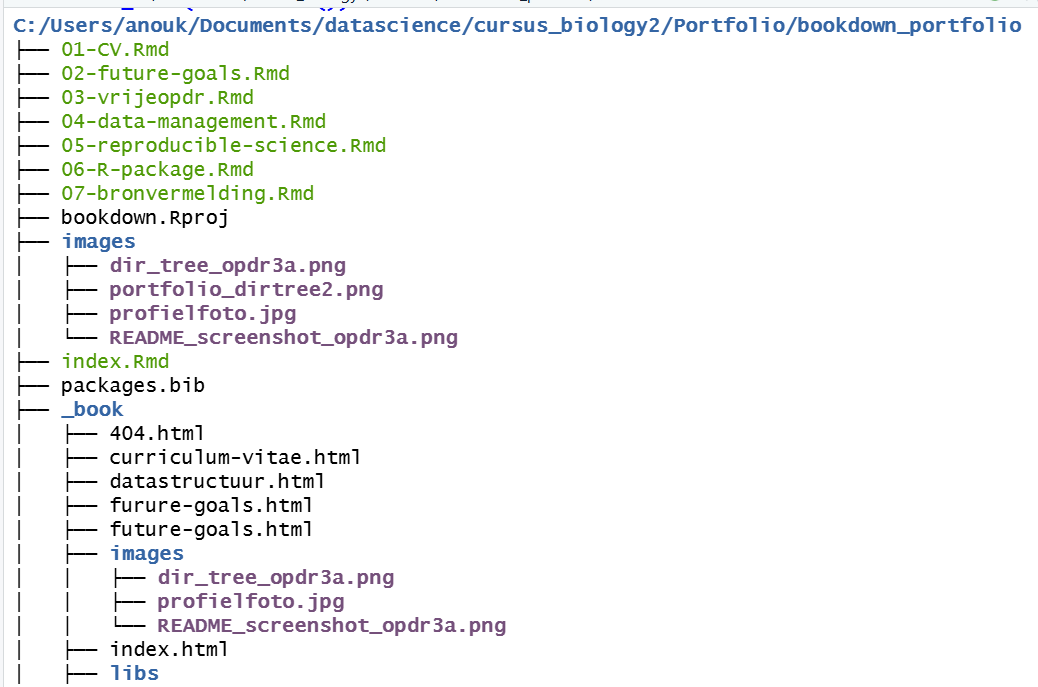 C:/Users/anouk/Documents/datascience/cursus_biology2/Portfolio/bookdown_portfolio
├── 01-CV.Rmd
├── 02-future-goals.Rmd
├── 03-vrijeopdr.Rmd
├── 04-data-management.Rmd
├── 05-reproducible-science.Rmd
├── 06-R-package.Rmd
├── 07-bronvermelding.Rmd
├── bookdown.Rproj
├── images
│   ├── dir_tree_opdr3a.png
│   ├── portfolio_dirtree2.png
│   ├── profielfoto.jpg
│   └── README_screenshot_opdr3a.png
├── index.Rmd
├── packages.bib
├── _book
│   ├── 404.html
│   ├── curriculum-vitae.html
│   ├── datastructuur.html
│   ├── furure-goals.html
│   ├── future-goals.html
│   ├── images
│   │   ├── dir_tree_opdr3a.png
│   │   ├── profielfoto.jpg
│   │   └── README_screenshot_opdr3a.png
│   ├── index.html
│   ├── libs